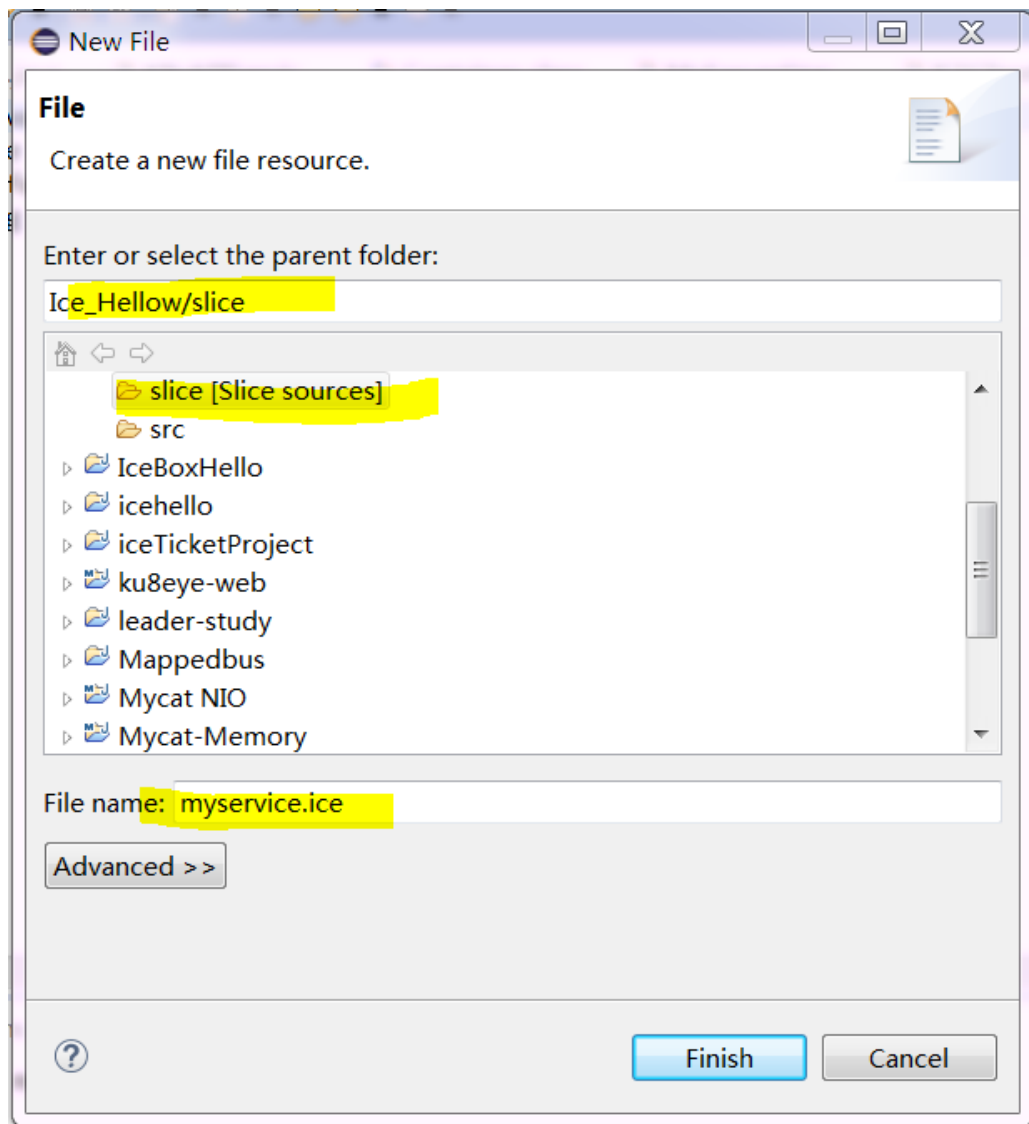 New File
File
Create a new file resource.
Enter or select the parent folder:
Ice_Hellow/slice
slice [Slice sources]
src
IceBoxHello
icehello
iceTicketProject
ku8eye-web
leader-study
Mappedbus
Mycat NIO
Mycat-Memory
File name: myservice.ice
Advanced >>
?
Finish Cancel